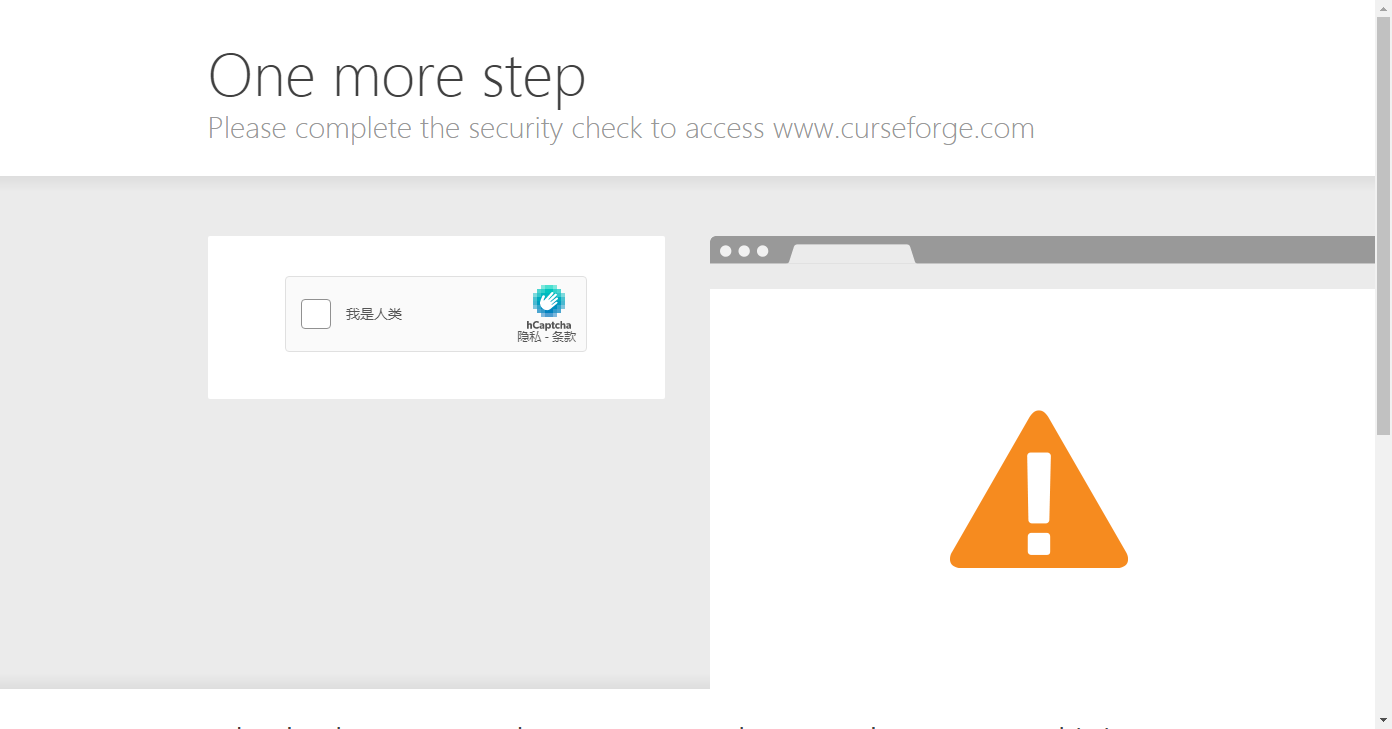 One more step
Please complete the security check to access www.curseforge.com
我是人类
hCaptcha
隐私 - 条款